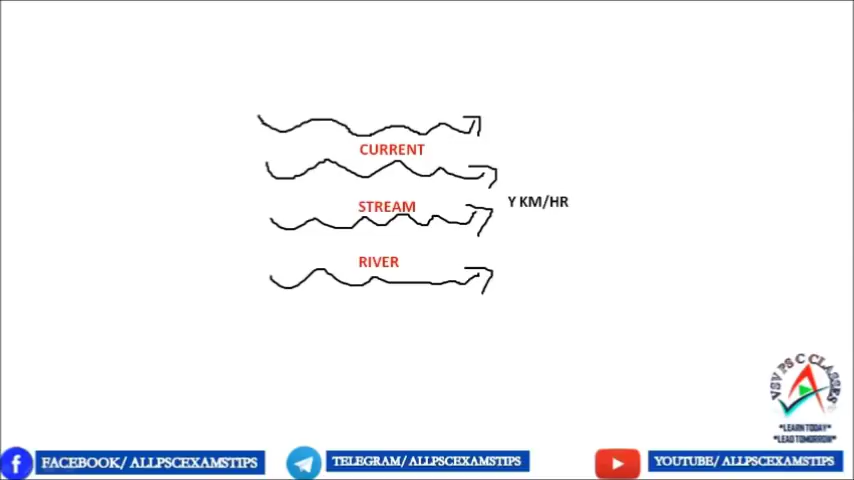 CURRENT
Y KM/HR
STREAM
RIVER
VSV PSC CLASSES
"LEARN TODAY"
"LEAD TOMORROW"
FACEBOOK/ ALLPSCEXAMSTIPS
TELEGRAM/ ALLPSCEXAMSTIPS
YOUTUBE/ ALLPSCEXAMSTIPS